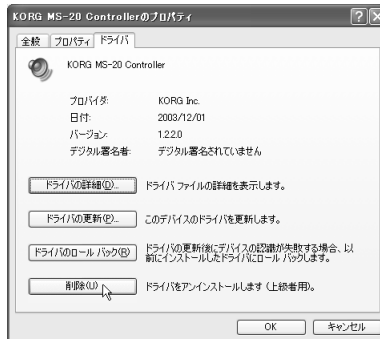 KORG MS-20 Controllerのプロパティ
全般 プロパティ ドライバ
KORG MS-20 Controller
プロバイダ: KORG Inc.
日付: 2003/12/01
バージョン: 1.2.2.0
デジタル署名者: デジタル署名されていません
ドライバの詳細(D)... ドライバ ファイルの詳細を表示します。
ドライバの更新(P)... このデバイスのドライバを更新します。
ドライバのロール バック(R) ドライバの更新後にデバイスの認識が失敗する場合、以
前にインストールしたドライバにロール バックします。
削除(U) ドライバをアンインストールします (上級者用)。
OK キャンセル